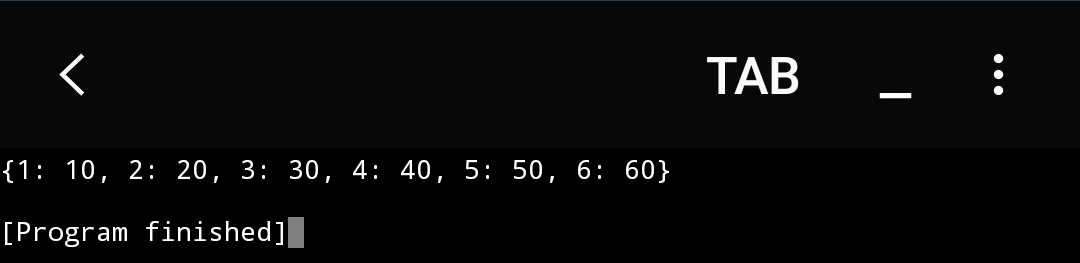 TAB _
{1: 10, 2: 20, 3: 30, 4: 40, 5: 50, 6: 60}
[Program finished]